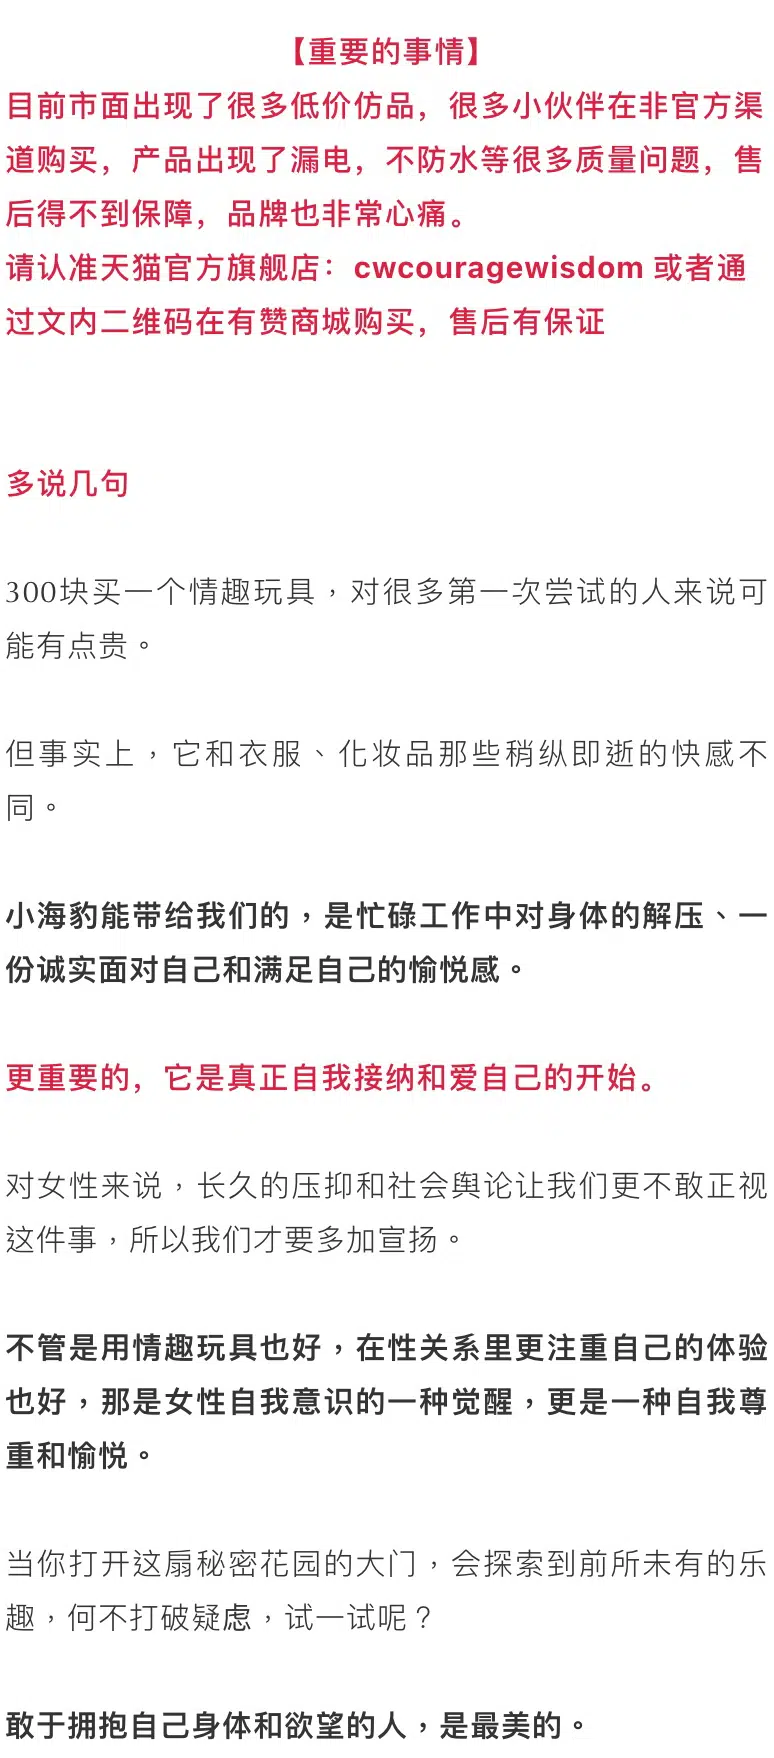 【重要的事情】
目前市面出现了很多低价仿品，很多小伙伴在非官方渠
道购买，产品出现了漏电，不防水等很多质量问题，售
后得不到保障，品牌也非常心痛。
请认准天猫官方旗舰店：cwcouragewisdom 或者通
过文内二维码在有赞商城购买，售后有保证
多说几句
300块买一个情趣玩具，对很多第一次尝试的人来说可
能有点贵。
但事实上，它和衣服、化妆品那些稍纵即逝的快感不
同。
小海豹能带给我们的，是忙碌工作中对身体的解压、一
份诚实面对自己和满足自己的愉悦感。
更重要的，它是真正自我接纳和爱自己的开始。
对女性来说，长久的压抑和社会舆论让我们更不敢正视
这件事，所以我们才要多加宣扬。
不管是用情趣玩具也好，在性关系里更注重自己的体验
也好，那是女性自我意识的一种觉醒，更是一种自我尊
重和愉悦。
当你打开这扇秘密花园的大门，会探索到前所未有的乐
趣，何不打破疑虑，试一试呢？
敢于拥抱自己身体和欲望的人，是最美的。